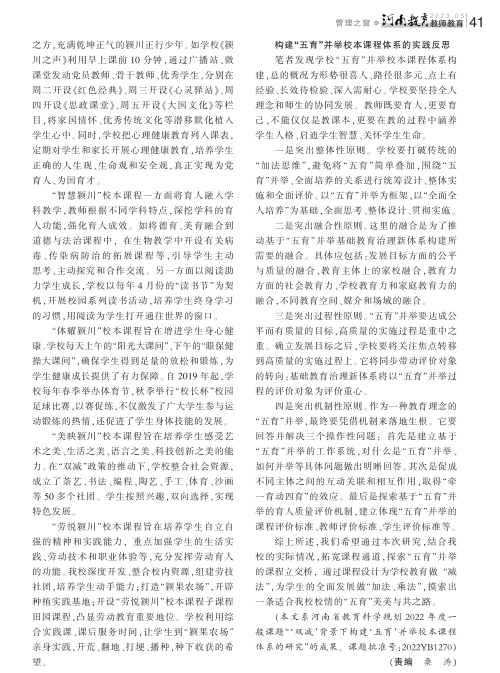 管理之窗 河南教育 2023.05 教师教育 41
之方,充满乾坤正气的颍川正行少年。如学校《颍
川之声》利用早上课前 10 分钟,通过广播站、微
课堂发动党员教师、骨干教师、优秀学生,分别在
周二开设《红色经典》、周三开设《心灵驿站》、周
四开设《思政课堂》、周五开设《大国文化》等栏
目,将家国情怀、优秀传统文化等潜移默化植入
学生心中。同时,学校把心理健康教育列入课表,
定期对学生和家长开展心理健康教育,培养学生
正确的人生观、生命观和安全观,真正实现为党
育人、为国育才。
“智慧颍川”校本课程一方面将育人融入学
科教学,教师根据不同学科特点,深挖学科的育
人功能,强化育人成效。如将德育、美育融合到
道德与法治课程中，在生物教学中开设有关病
毒、传染病防治的拓展课程等，引导学生主动
思考、主动探究和合作交流。另一方面以阅读助
力学生成长,学校以每年 4 月份的“读书节”为契
机,开展校园系列读书活动,培养学生终身学习
的习惯,用阅读为学生打开通往世界的窗口。
“体耀颍川”校本课程旨在增进学生身心健
康。学校每天上午的“阳光大课间”、下午的“眼保健
操大课间”,确保学生得到足量的放松和锻炼,为
学生健康成长提供了有力保障。自 2019 年起,学
校每年春季举办体育节,秋季举行“校长杯”校园
足球比赛,以赛促练,不仅激发了广大学生参与运
动锻炼的热情,还促进了学生身体技能的发展。
“美映颍川”校本课程旨在培养学生感受艺
术之美、生活之美、语言之美、科技创新之美的能
力。在“双减”政策的推动下,学校整合社会资源,
成立了茶艺、书法、编程、陶艺、手工、体育、沙画
等 50 多个社团。学生按照兴趣,双向选择,实现
特色发展。
“劳悦颍川”校本课程旨在培养学生自立自
强的精神和实践能力，重点加强学生的生活实
践、劳动技术和职业体验等,充分发挥劳动育人
的功能。我校深度开发、整合校内资源,组建劳技
社团,培养学生动手能力;打造“颍果农场”,开辟
种植实践基地;开设“劳悦颍川”校本课程子课程
田园课程,凸显劳动教育重要地位。学校利用综
合实践课、课后服务时间,让学生到“颍果农场”
亲身实践,开荒、翻地、打埂、播种,种下收获的希
望。
构建“五育”并举校本课程体系的实践反思
笔者发现学校“五育”并举校本课程体系构
建,总的概况为形势很喜人、路径很多元、点上有
经验、长效待检验、深入需耐心。学校要坚持全人
理念和师生的协同发展。教师既要育人,更要育
己,不能仅仅是教课本,更要在教的过程中涵养
学生人格、启迪学生智慧、关怀学生生命。
一是突出整体性原则。学校要打破传统的
“加法思维”,避免将“五育”简单叠加,围绕“五
育”并举、全面培养的关系进行统筹设计、整体实
施和全面评价。以“五育”并举为框架,以“全面全
人培养”为基础,全面思考、整体设计、贯彻实施。
二是突出融合性原则。这里的融合是为了推
动基于“五育”并举基础教育治理新体系构建所
需要的融合。具体应包括:发展目标方面的公平
与质量的融合,教育主体上的家校融合,教育力
方面的社会教育力、学校教育力和家庭教育力的
融合,不同教育空间、媒介和场域的融合。
三是突出过程性原则。“五育”并举要达成公
平而有质量的目标,高质量的实施过程是重中之
重。确立发展目标之后,学校要将关注焦点转移
到高质量的实施过程上。它将同步带动评价对象
的转向:基础教育治理新体系将以“五育”并举过
程的评价对象为评价重心。
四是突出机制性原则。作为一种教育理念的
“五育”并举,最终要凭借机制来落地生根。它要
回答并解决三个操作性问题：首先是建立基于
“五育”并举的工作系统,对什么是“五育”并举、
如何并举等具体问题做出明晰回答。其次是促成
不同主体之间的互动关联和相互作用,取得“牵
一育动四育”的效应。最后是探索基于“五育”并
举的育人质量评价机制,建立体现“五育”并举的
课程评价标准、教师评价标准、学生评价标准等。
综上所述,我们希望通过本次研究,结合我
校的实际情况,拓宽课程通道,探索“五育”并举
的课程立交桥，通过课程设计为学校教育做“减
法”,为学生的全面发展做“加法、乘法”,摸索出
一条适合我校校情的“五育”美美与共之路。
(本文系河南省教育科学规划 2022 年度一
般课题“‘双减’背景下构建‘五育’并举校本课程
体系的研究”的成果。课题批准号:2022YB1270)
(责编 桑 涛)